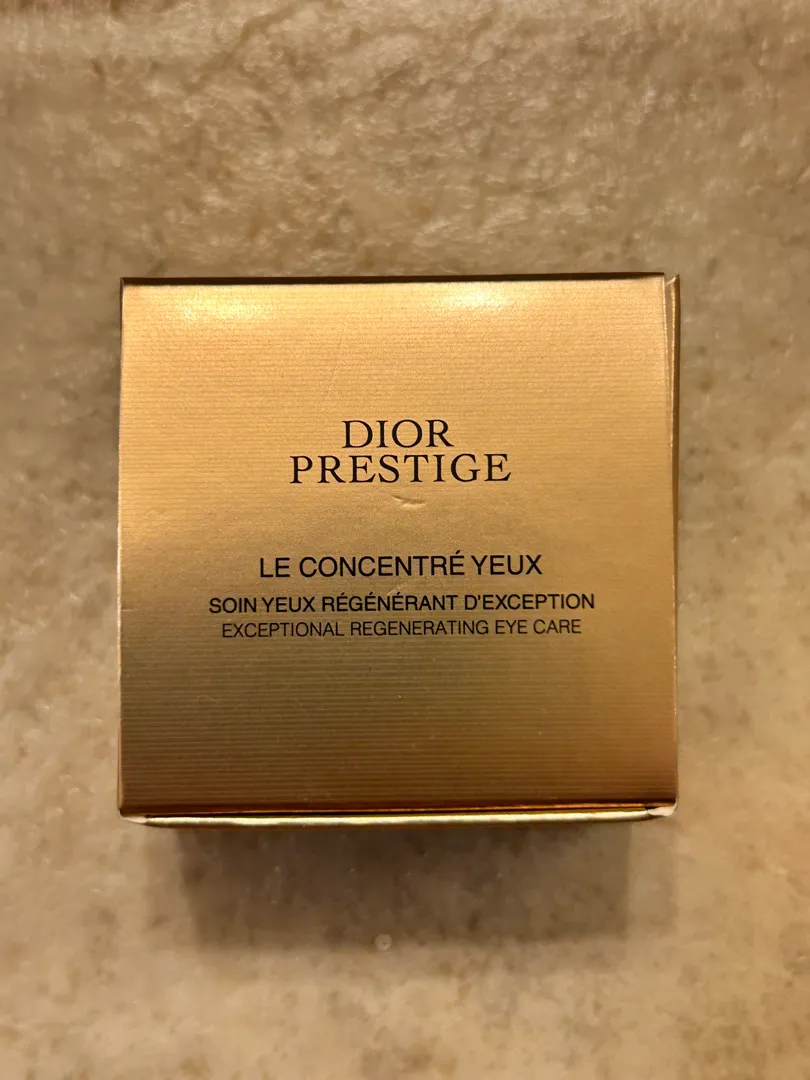 DIOR
PRESTIGE
LE CONCENTRÉ YEUX
SOIN YEUX RÉGÉNÉRANT D'EXCEPTION
EXCEPTIONAL REGENERATING EYE CARE